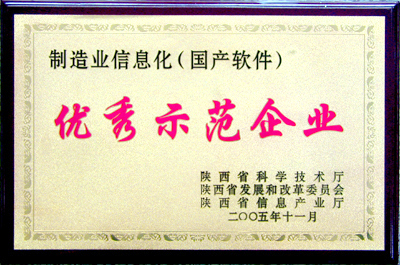 制造业信息化(国产软件)
优秀示范企业
陕西省科学技术厅
陕西省发展和改革委员会
陕西省信息产业厅
二〇〇五年十一月